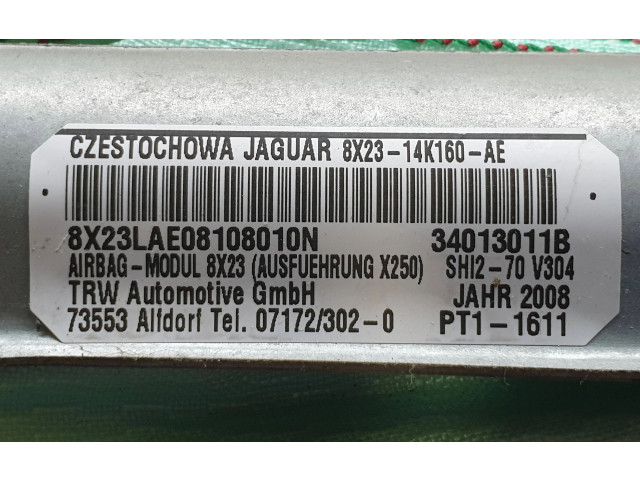 CZESTOCHOWA JAGUAR 8X23-14K160-AE
8X23LAE08108010N 34013011B
AIRBAG-MODUL 8X23 (AUSFUEHRUNG X250) SHI2-70 V304
TRW Automotive GmbH JAHR 2008
73553 Alfdorf Tel. 07172/302-0 PT1-1611